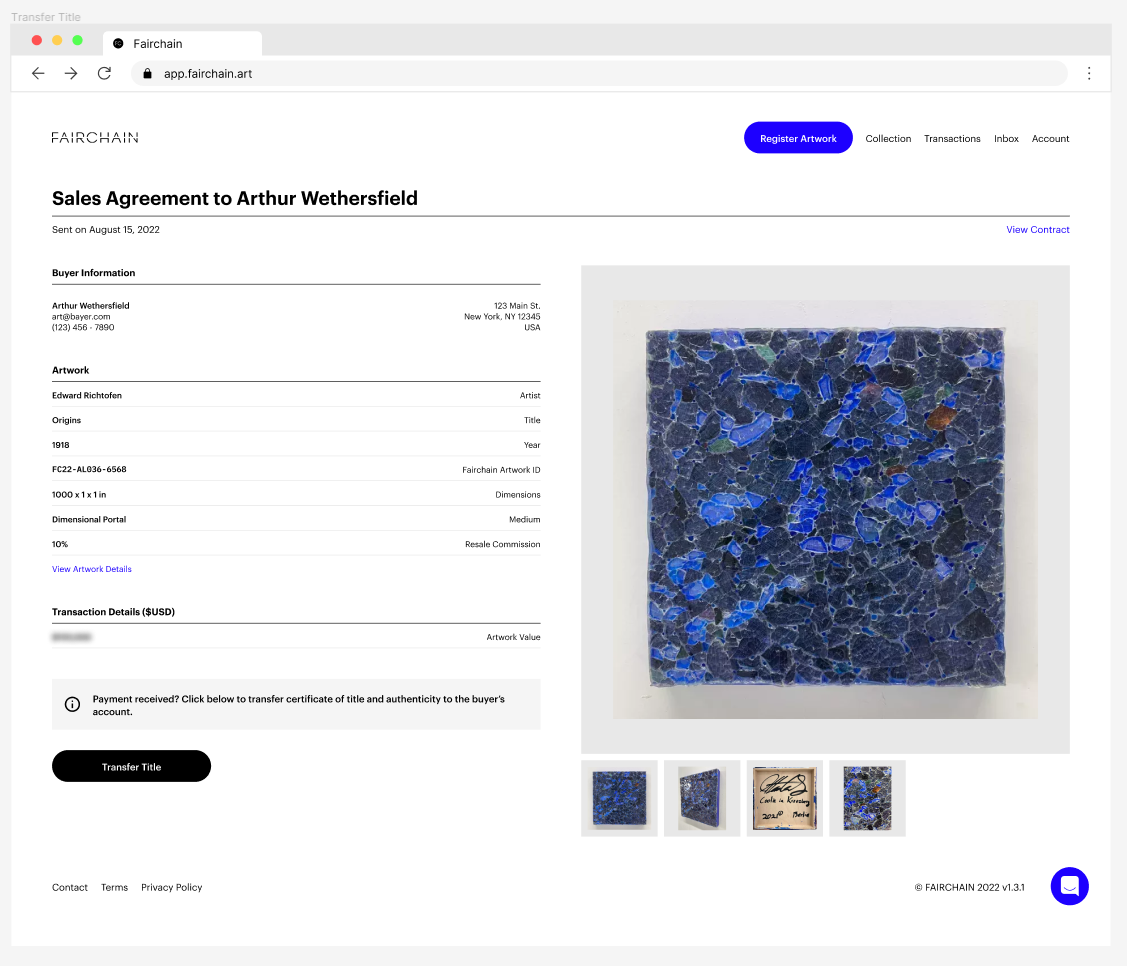 Transfer Title
Fairchain
app.fairchain.art
FAIRCHAIN
Register Artwork
Collection
Transactions
Inbox
Account
Sales Agreement to Arthur Wethersfield
Sent on August 15, 2022
View Contract
Buyer Information
Arthur Wethersfield
123 Main St.
art@bayer.com
New York, NY 12345
(123) 456 - 7890
USA
Artwork
Edward Richtofen
Artist
Origins
Title
1918
Year
FC22-AL036-6568
Fairchain Artwork ID
1000 x 1 x 1 in
Dimensions
Dimensional Portal
Medium
10%
Resale Commission
View Artwork Details
Transaction Details ($USD)
Artwork Value
Payment received? Click below to transfer certificate of title and authenticity to the buyer’s
account.
Transfer Title
2021
Berlin
Contact
Terms
Privacy Policy
© FAIRCHAIN 2022 v1.3.1